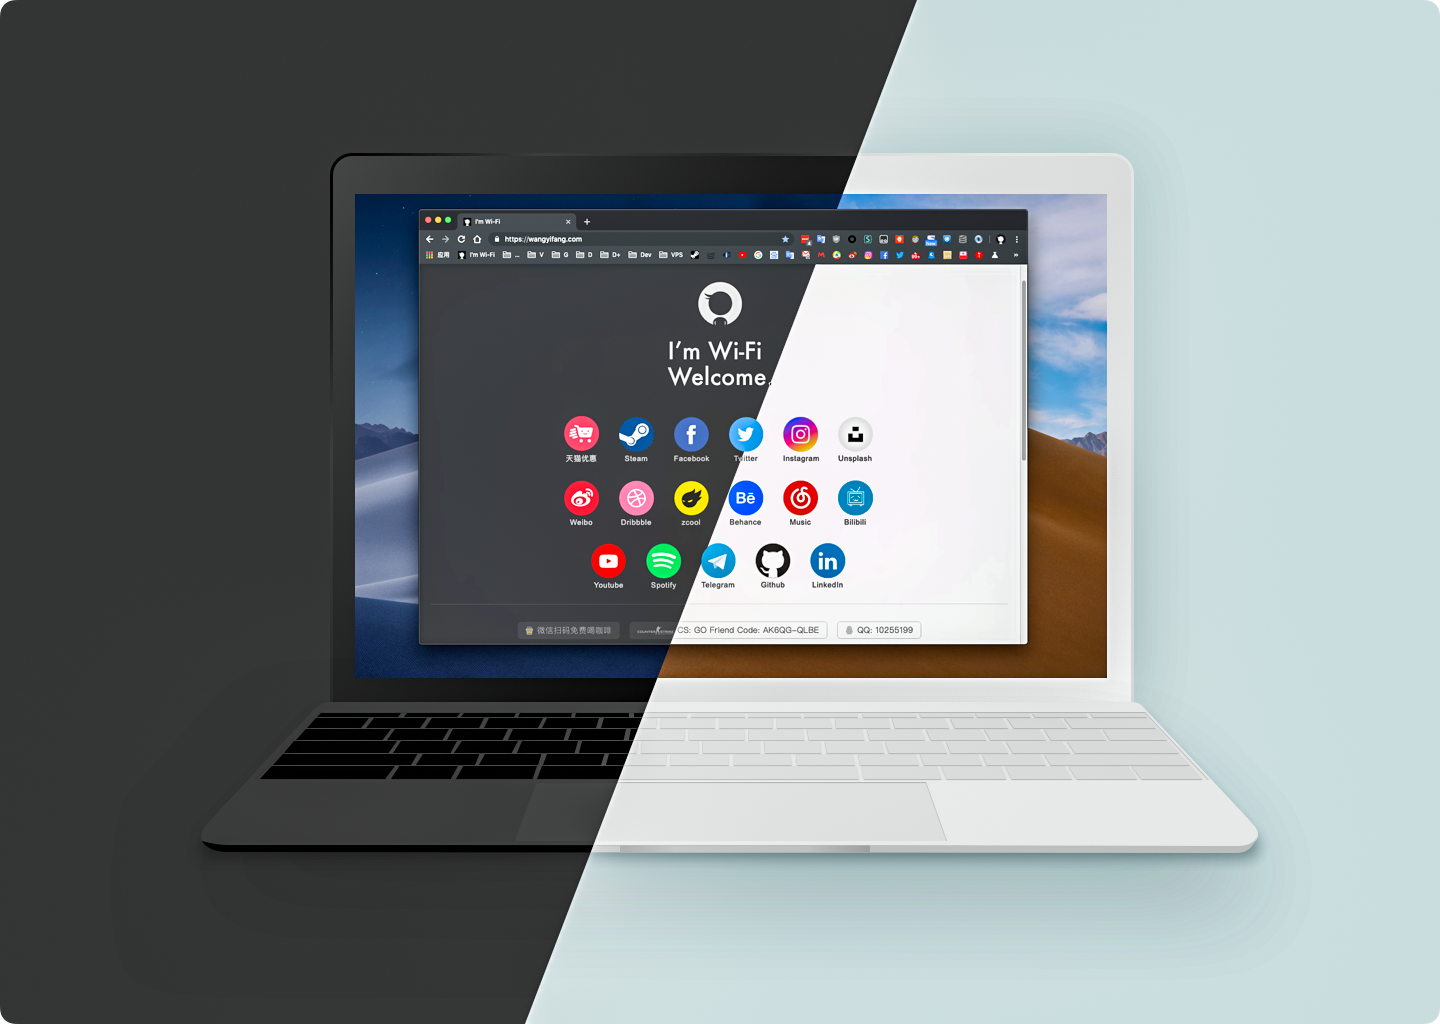 I'm Wi-Fi
https://wangyifang.com
应用 I'm Wi-Fi ... V G D D+ Dev VPS »
I'm Wi-Fi
Welcome.
天猫优惠 Steam Facebook Twitter Instagram Unsplash
Weibo Dribbble zcool Bē Behance Music Bilibili
Youtube Spotify Telegram Github in LinkedIn
微信扫码免费喝咖啡 CS: GO Friend Code: AK6QG-QLBE QQ: 10255199